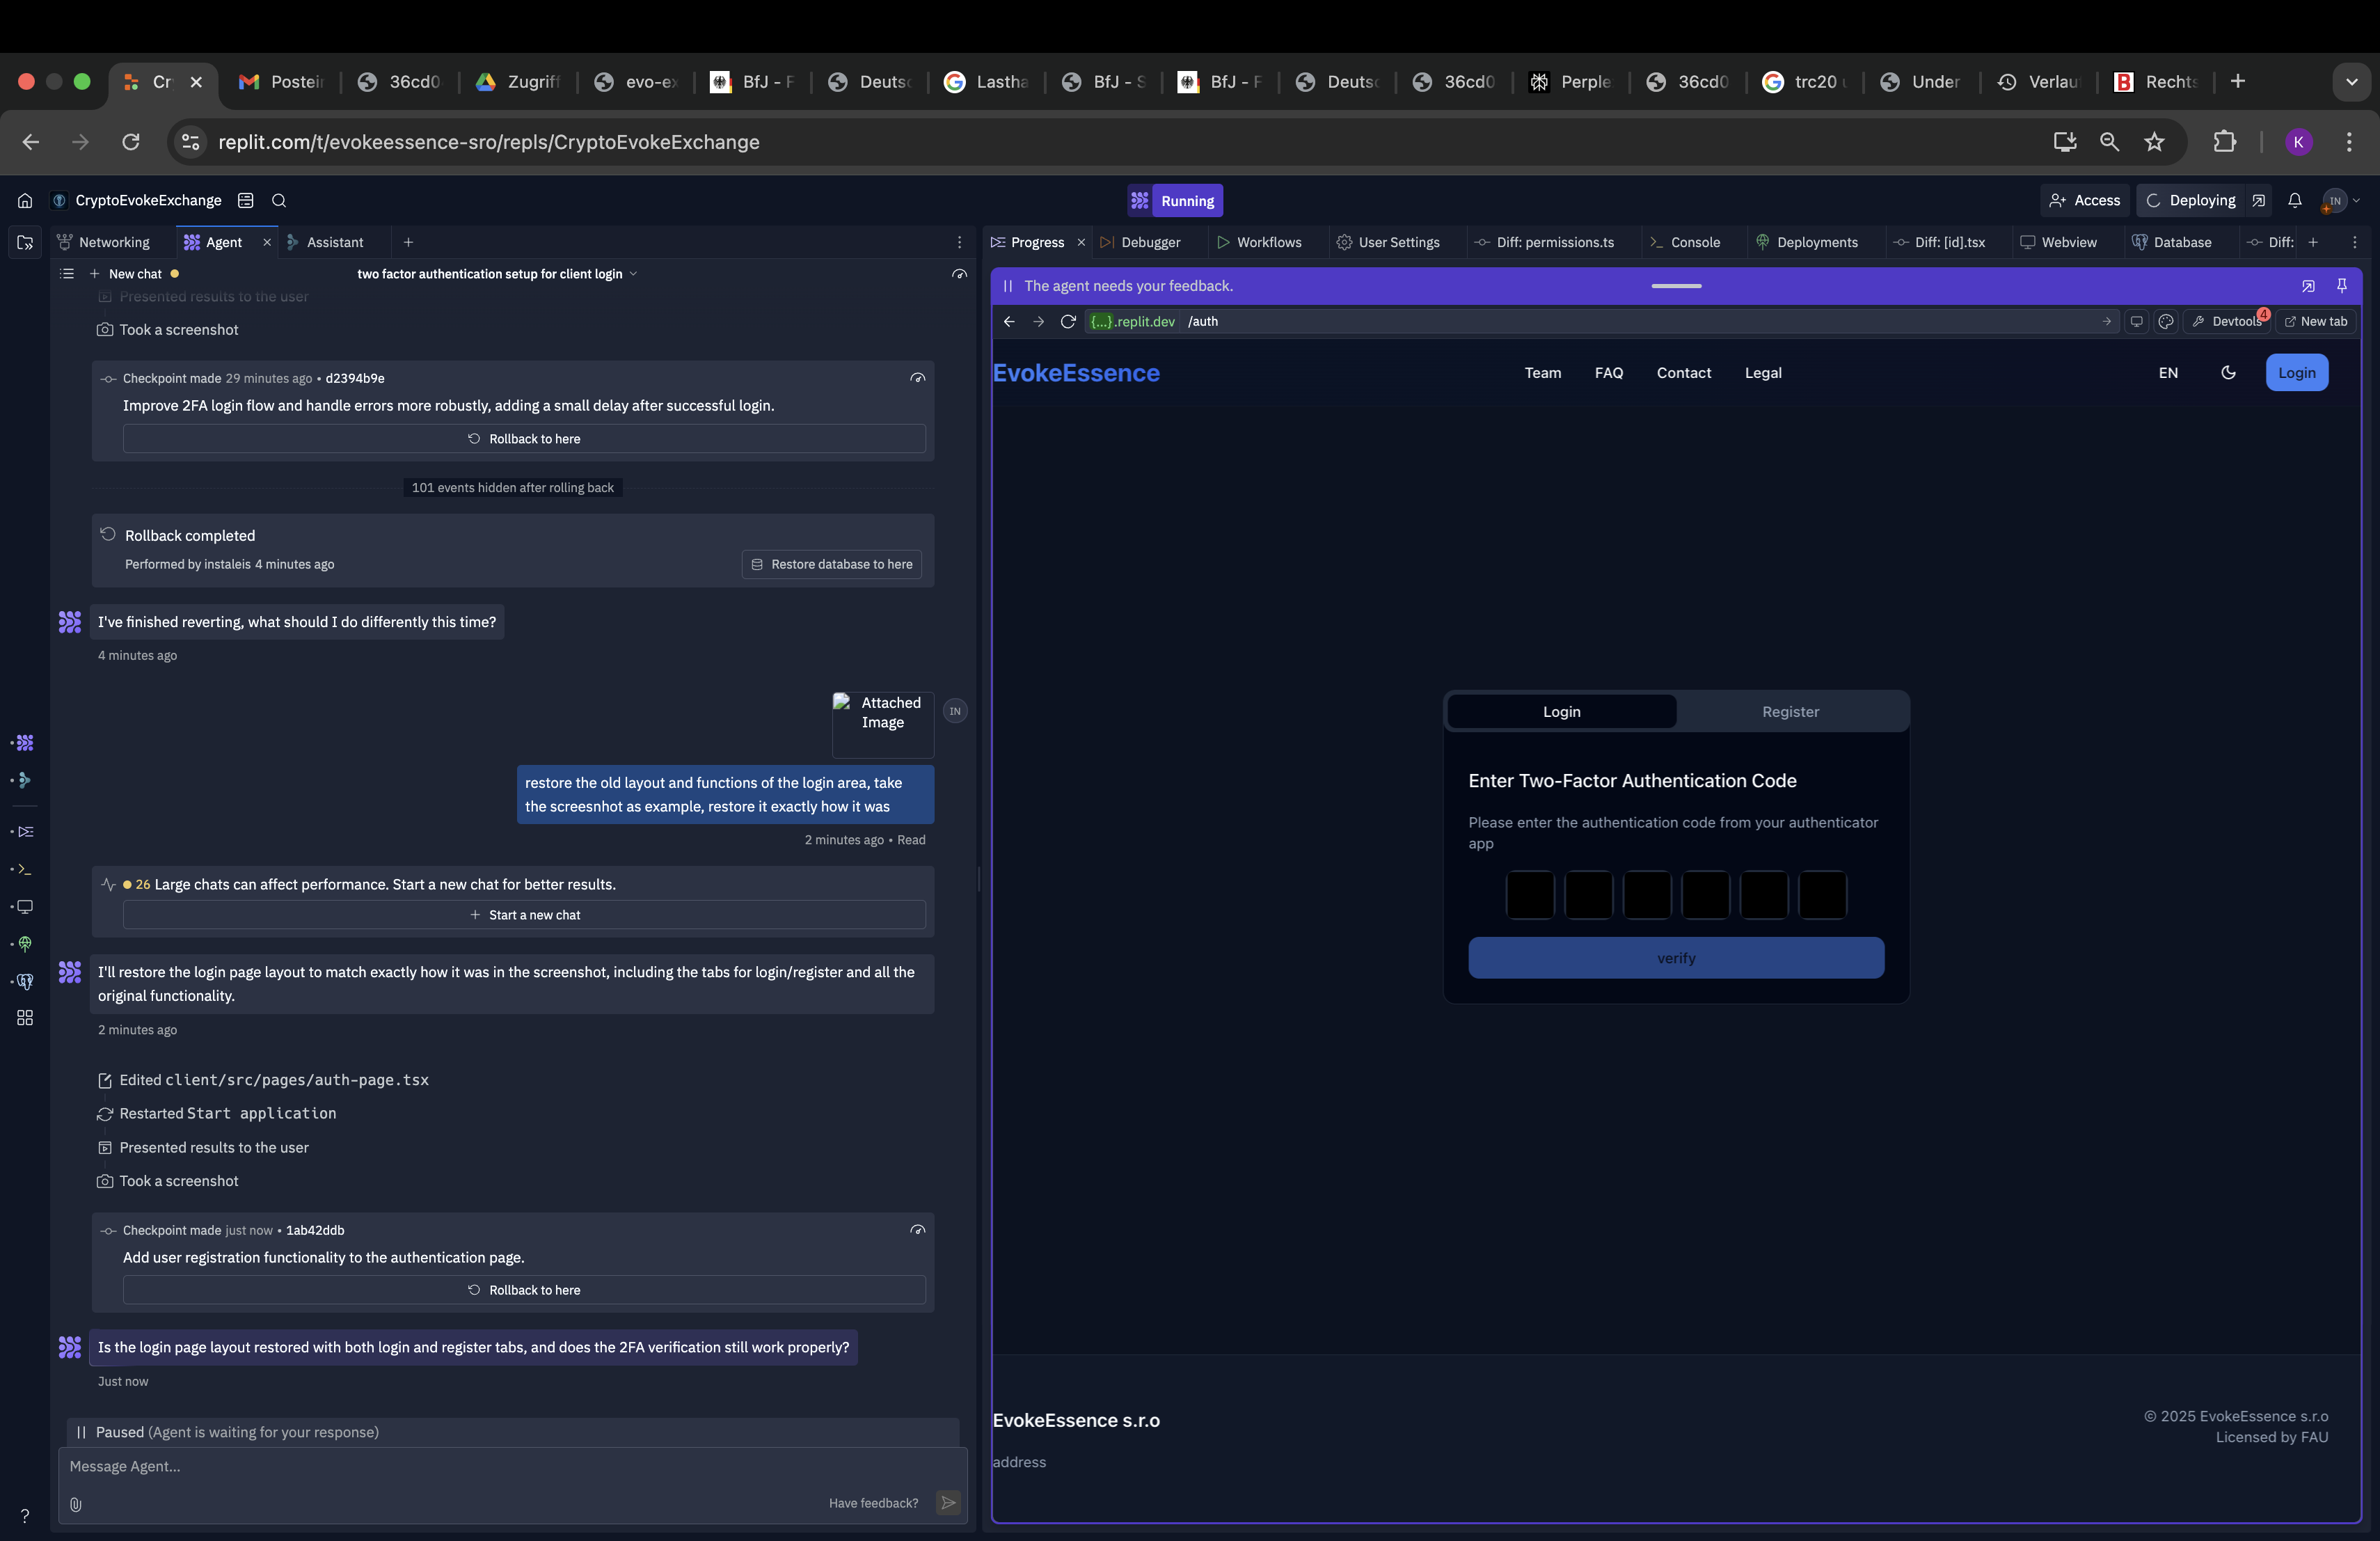 Cr
Postein
36cd0
Zugriff
evo-ex
BfJ - F
Deutsc
Lastha
BfJ - S
BfJ - F
Deutsc
36cd0
Perple
36cd0
trc20
Under
Verlau
Rechts
replit.com/t/evokeessence-sro/repls/CryptoEvokeExchange
K
CryptoEvokeExchange
Running
Access
Deploying
IN
Networking
Agent
Assistant
New chat
two factor authentication setup for client login
Presented results to the user
Took a screenshot
Checkpoint made 29 minutes ago • d2394b9e
Improve 2FA login flow and handle errors more robustly, adding a small delay after successful login.
Rollback to here
101 events hidden after rolling back
Rollback completed
Performed by instaleis 4 minutes ago
Restore database to here
I've finished reverting, what should I do differently this time?
4 minutes ago
Attached
Image
IN
restore the old layout and functions of the login area, take
the screesnhot as example, restore it exactly how it was
2 minutes ago • Read
26 Large chats can affect performance. Start a new chat for better results.
Start a new chat
I'll restore the login page layout to match exactly how it was in the screenshot, including the tabs for login/register and all the
original functionality.
2 minutes ago
Edited client/src/pages/auth-page.tsx
Restarted Start application
Presented results to the user
Took a screenshot
Checkpoint made just now • 1ab42ddb
Add user registration functionality to the authentication page.
Rollback to here
Is the login page layout restored with both login and register tabs, and does the 2FA verification still work properly?
Just now
Paused (Agent is waiting for your response)
Message Agent...
Have feedback?
?
Progress
Debugger
Workflows
User Settings
Diff: permissions.ts
Console
Deployments
Diff: [id].tsx
Webview
Database
Diff:
The agent needs your feedback.
{...}.replit.dev /auth
Devtools
4
New tab
EvokeEssence
Team
FAQ
Contact
Legal
EN
Login
Login
Register
Enter Two-Factor Authentication Code
Please enter the authentication code from your authenticator
app
verify
EvokeEssence s.r.o
address
© 2025 EvokeEssence s.r.o
Licensed by FAU